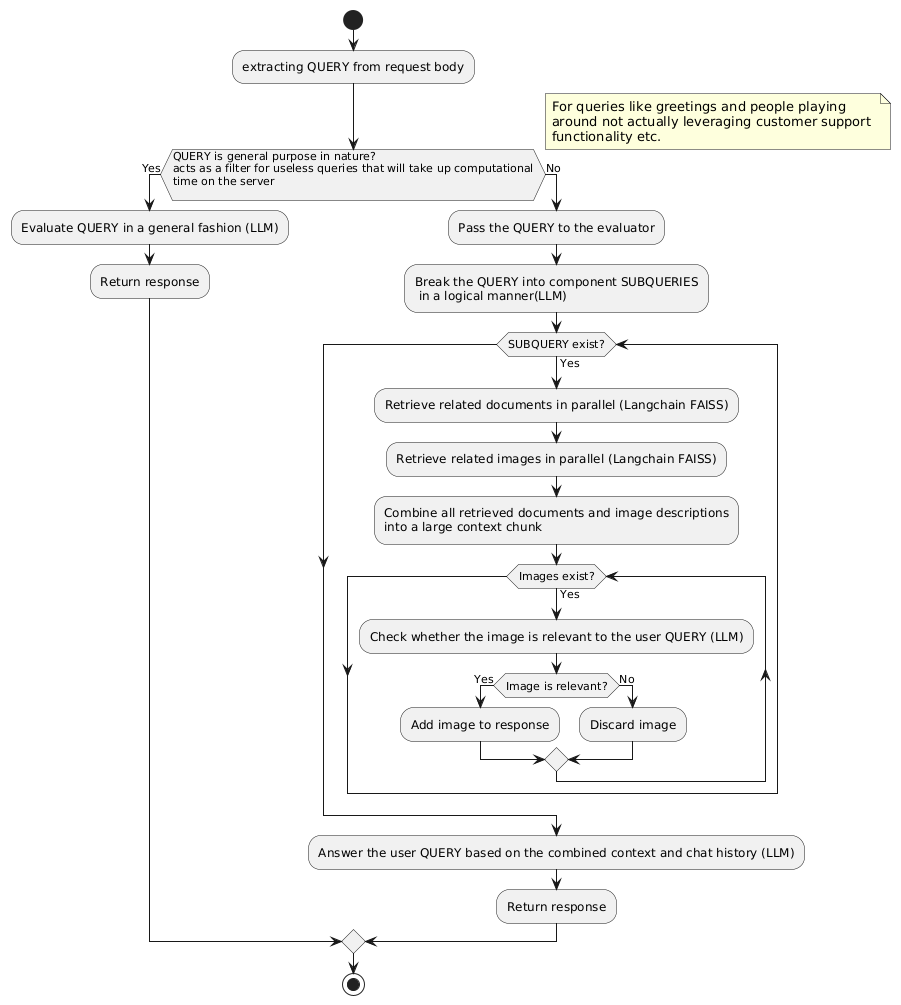 extracting QUERY from request body
For queries like greetings and people playing
around not actually leveraging customer support
functionality etc.
QUERY is general purpose in nature?
acts as a filter for useless queries that will take up computational
time on the server
Yes
No
Evaluate QUERY in a general fashion (LLM)
Pass the QUERY to the evaluator
Return response
Break the QUERY into component SUBQUERIES
in a logical manner(LLM)
SUBQUERY exist?
Yes
Retrieve related documents in parallel (Langchain FAISS)
Retrieve related images in parallel (Langchain FAISS)
Combine all retrieved documents and image descriptions
into a large context chunk
Images exist?
Yes
Check whether the image is relevant to the user QUERY (LLM)
Yes
Image is relevant?
No
Add image to response
Discard image
Answer the user QUERY based on the combined context and chat history (LLM)
Return response